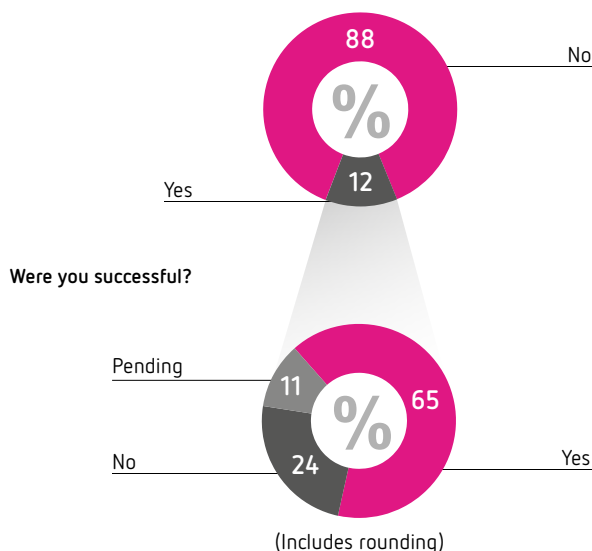 88
No
%
12
Yes
Were you successful?
Pending
11
65
%
24
No
Yes
(Includes rounding)